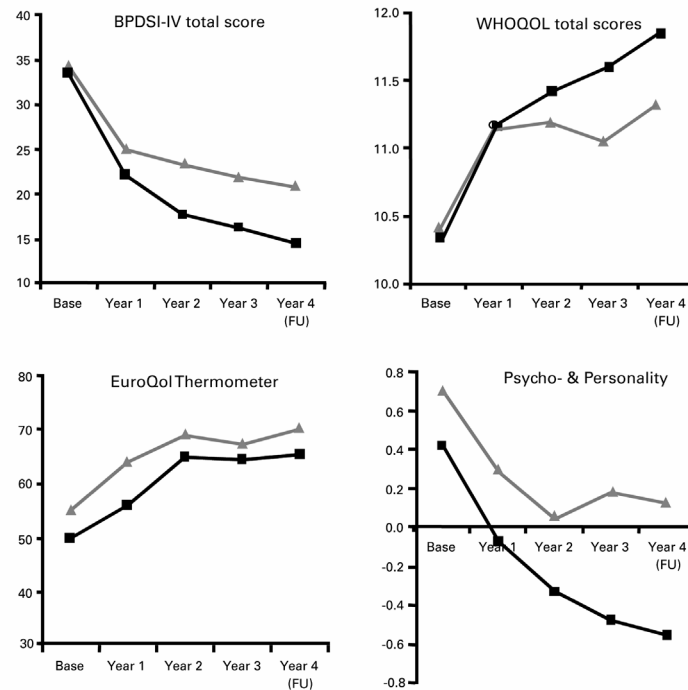 BPDSI-IV total score
40
35
30
25
20
15
10
Base Year 1 Year 2 Year 3 Year 4
(FU)
WHOQOL total scores
12.0
11.5
11.0
10.5
10.0
Base Year 1 Year 2 Year 3 Year 4
(FU)
EuroQol Thermometer
80
70
60
50
40
30
Base Year 1 Year 2 Year 3 Year 4
(FU)
Psycho- & Personality
0.8
0.6
0.4
0.2
0.0
-0.2
-0.4
-0.6
-0.8
Base Year 1 Year 2 Year 3 Year 4
(FU)